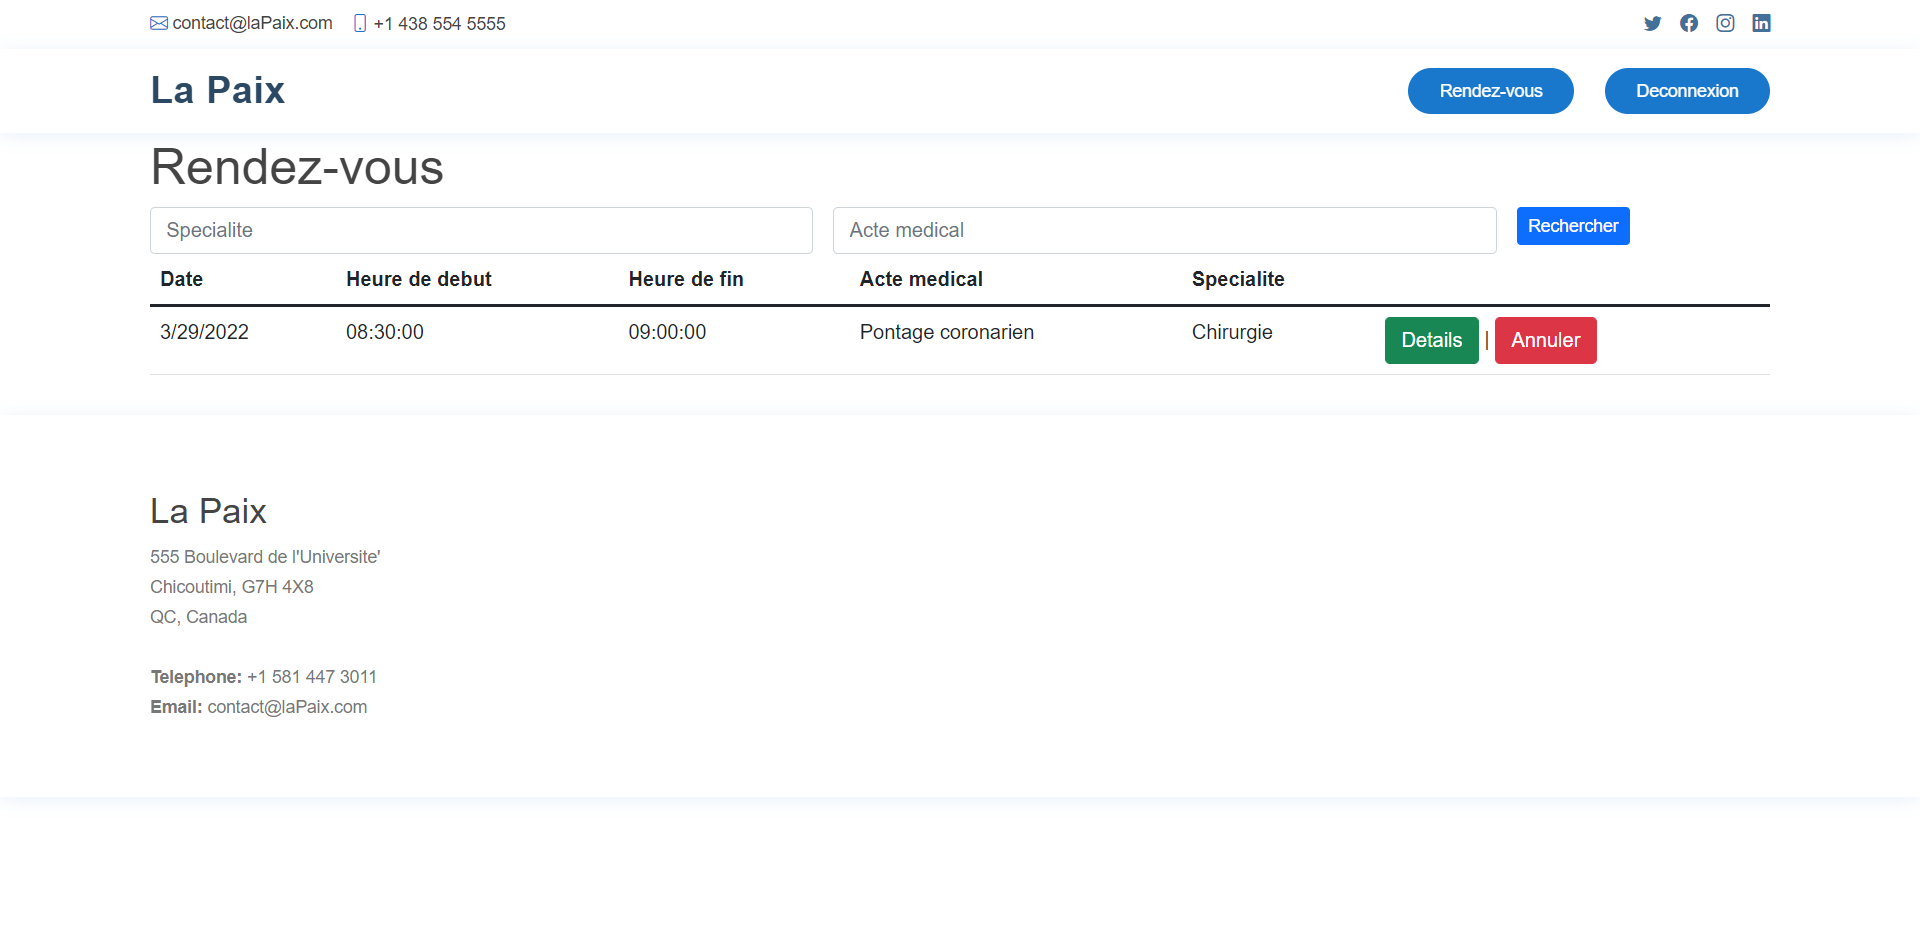 contact@laPaix.com +1 438 554 5555
La Paix Rendez-vous Deconnexion
Rendez-vous
Specialite Acte medical Rechercher
Date Heure de debut Heure de fin Acte medical Specialite
3/29/2022 08:30:00 09:00:00 Pontage coronarien Chirurgie Details | Annuler
La Paix
555 Boulevard de l'Universite'
Chicoutimi, G7H 4X8
QC, Canada
Telephone: +1 581 447 3011
Email: contact@laPaix.com